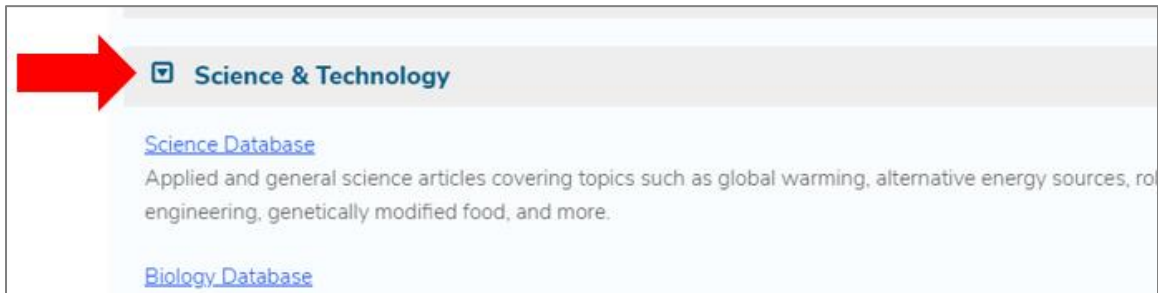 Science & Technology
Science Database
Applied and general science articles covering topics such as global warming, alternative energy sources,
engineering, genetically modified food, and more.
Biology Database